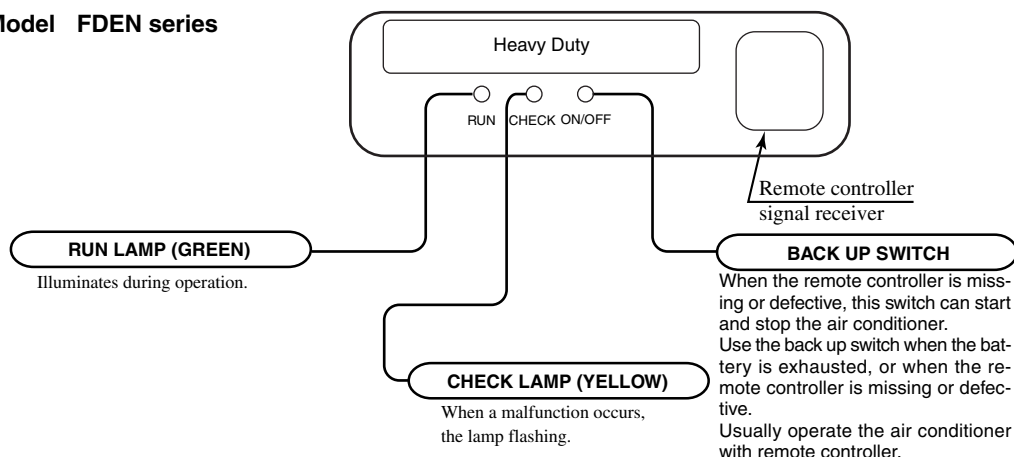 Model FDEN series
Heavy Duty
RUN CHECK ON/OFF
Remote controller
signal receiver
RUN LAMP (GREEN)
Illuminates during operation.
BACK UP SWITCH
When the remote controller is miss-
ing or defective, this switch can start
and stop the air conditioner.
Use the back up switch when the bat-
tery is exhausted, or when the re-
mote controller is missing or defec-
tive.
Usually operate the air conditioner
with remote controller.
CHECK LAMP (YELLOW)
When a malfunction occurs,
the lamp flashing.